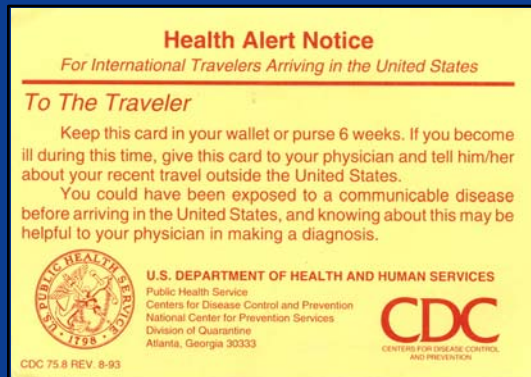 Health Alert Notice
For International Travelers Arriving in the United States
To The Traveler
Keep this card in your wallet or purse 6 weeks. If you become
ill during this time, give this card to your physician and tell him/her
about your recent travel outside the United States.
You could have been exposed to a communicable disease
before arriving in the United States, and knowing about this may be
helpful to your physician in making a diagnosis.
U.S. PUBLIC HEALTH SERVICE
1798
U.S. DEPARTMENT OF HEALTH AND HUMAN SERVICES
Public Health Service
Centers for Disease Control and Prevention
National Center for Prevention Services
Division of Quarantine
Atlanta, Georgia 30333
CDC
CENTERS FOR DISEASE CONTROL
AND PREVENTION
CDC 75.8 REV. 8-93